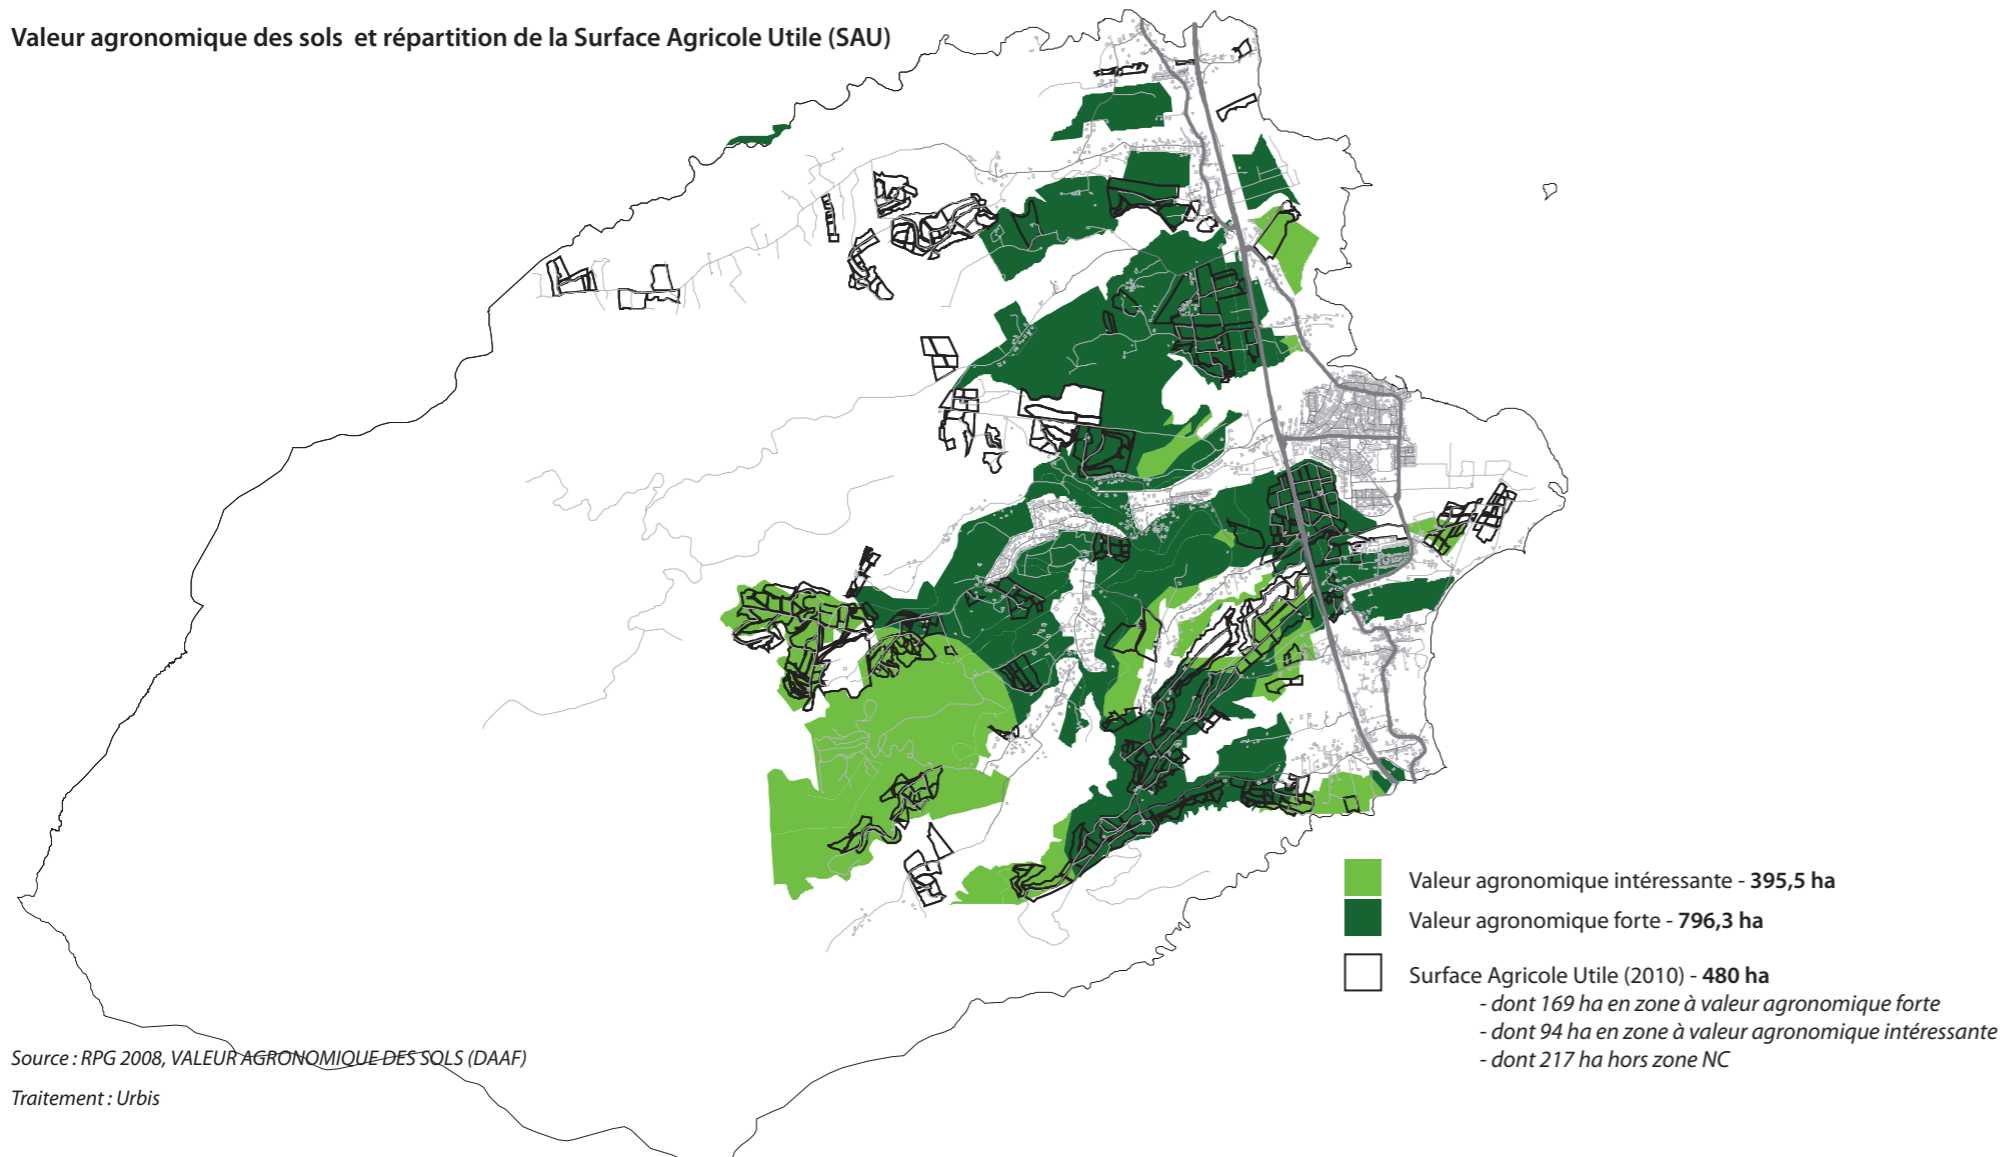 Valeur agronomique des sols et répartition de la Surface Agricole Utile (SAU)
Valeur agronomique intéressante - 395,5 ha
Valeur agronomique forte - 796,3 ha
Surface Agricole Utile (2010) - 480 ha
- dont 169 ha en zone à valeur agronomique forte
- dont 94 ha en zone à valeur agronomique intéressante
- dont 217 ha hors zone NC
Source : RPG 2008, VALEUR AGRONOMIQUE DES SOLS (DAAF)
Traitement : Urbis